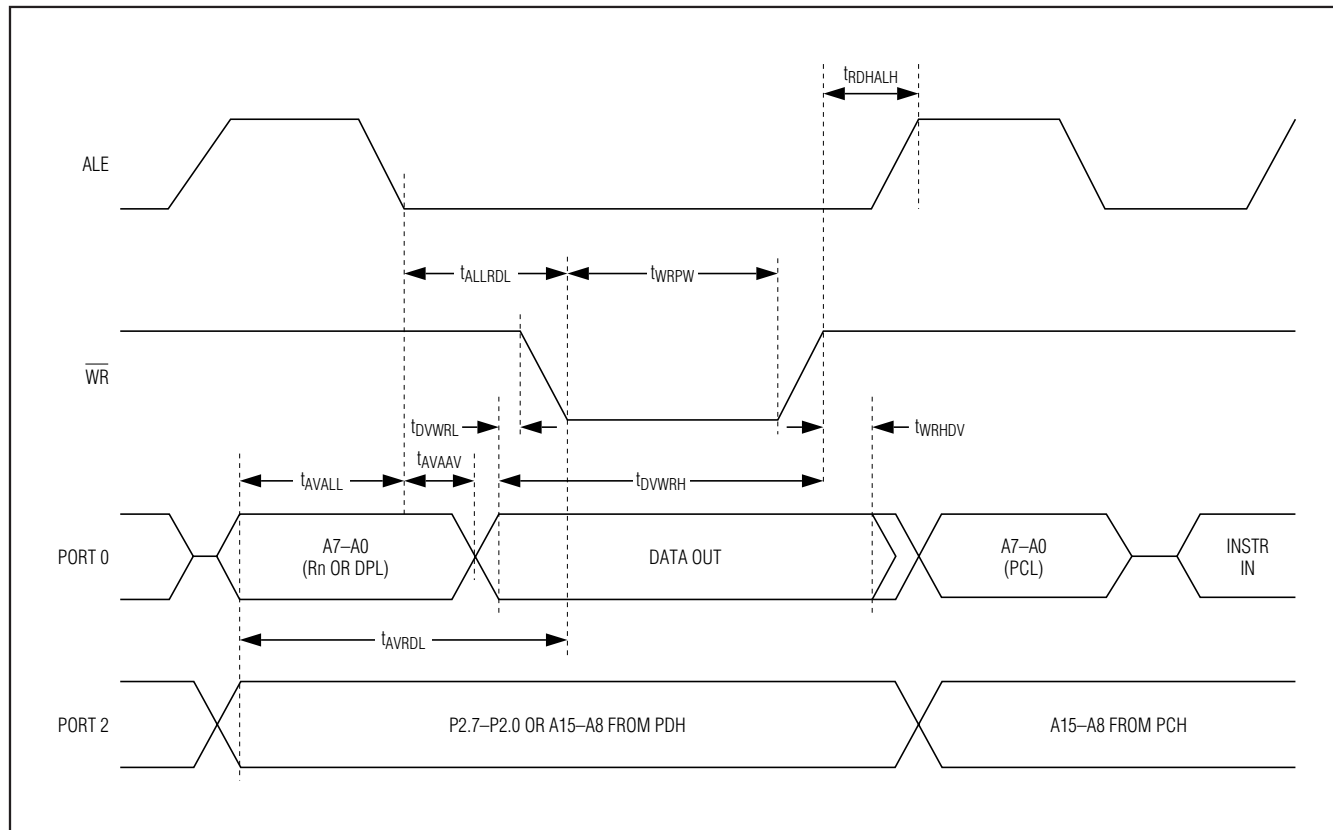 tRDHALH
ALE
tALLRDL
tWRPW
WR
tDVWRL
tWRHDV
tAVAAV
tAVALL
tDVWRH
PORT 0
A7–A0
(Rn OR DPL)
DATA OUT
A7–A0
(PCL)
INSTR
IN
tAVRDL
PORT 2
P2.7–P2.0 OR A15–A8 FROM PDH
A15–A8 FROM PCH